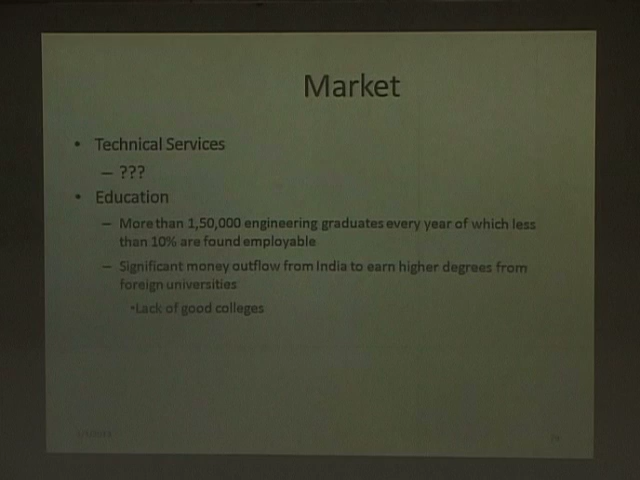 Market
• Technical Services
– ???
• Education
– More than 1,50,000 engineering graduates every year of which less
than 10% are found employable
– Significant money outflow from India to earn higher degrees from
foreign universities
•Lack of good colleges